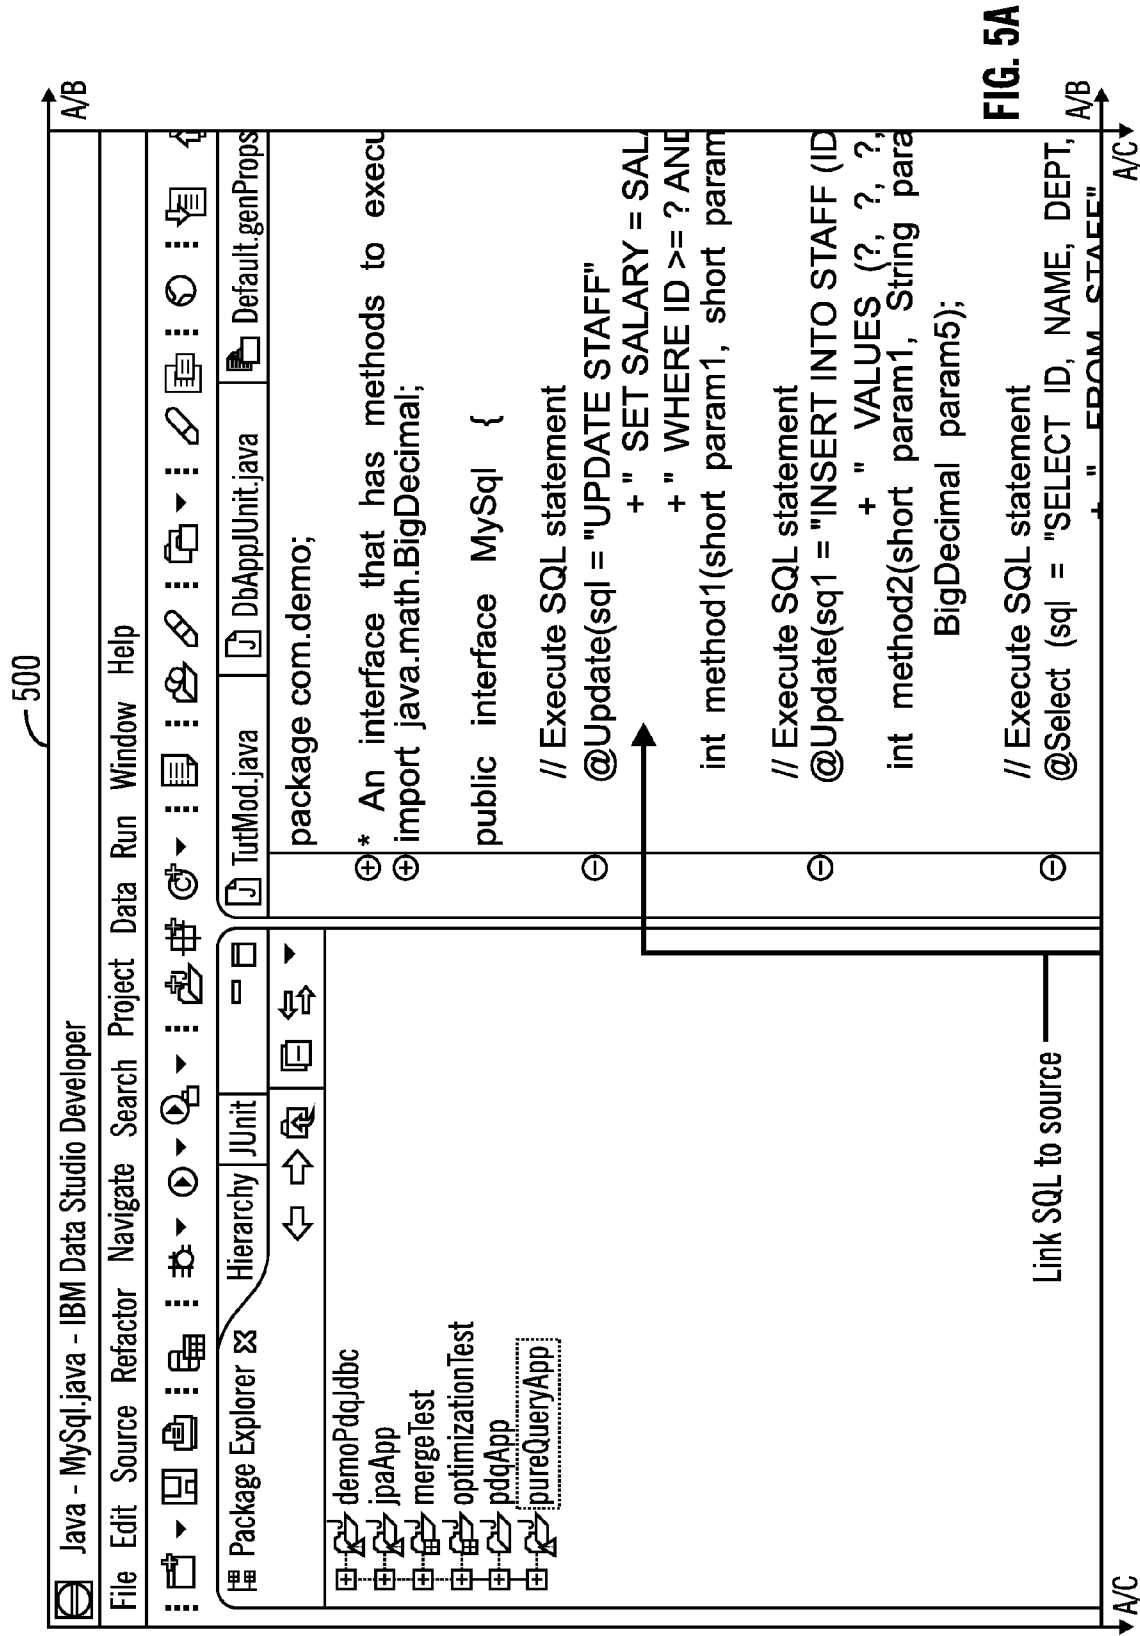 500
A/B
Java - MySql.java - IBM Data Studio Developer
File Edit Source Refactor Navigate Search Project Data Run Window Help
Package Explorer Hierarchy JUnit
TutMod.java DbAppJUnit.java Default.genProps
demoPdqJdbc
jpaApp
mergeTest
optimizationTest
pdqApp
pureQueryApp
package com.demo;
* An interface that has methods to execu
import java.math.BigDecimal;
public interface MySql {
// Execute SQL statement
@Update(sql = "UPDATE STAFF"
+ " SET SALARY = SAL
+ " WHERE ID >= ? AND
int method1(short param1, short param
// Execute SQL statement
@Update(sq1 = "INSERT INTO STAFF (ID
+ " VALUES (?, ?, ?,
int method2(short param1, String para
BigDecimal param5);
// Execute SQL statement
@Select (sql = "SELECT ID, NAME, DEPT,
+ " FROM STAFF"
Link SQL to source
A/C
A/B
A/C
FIG. 5A